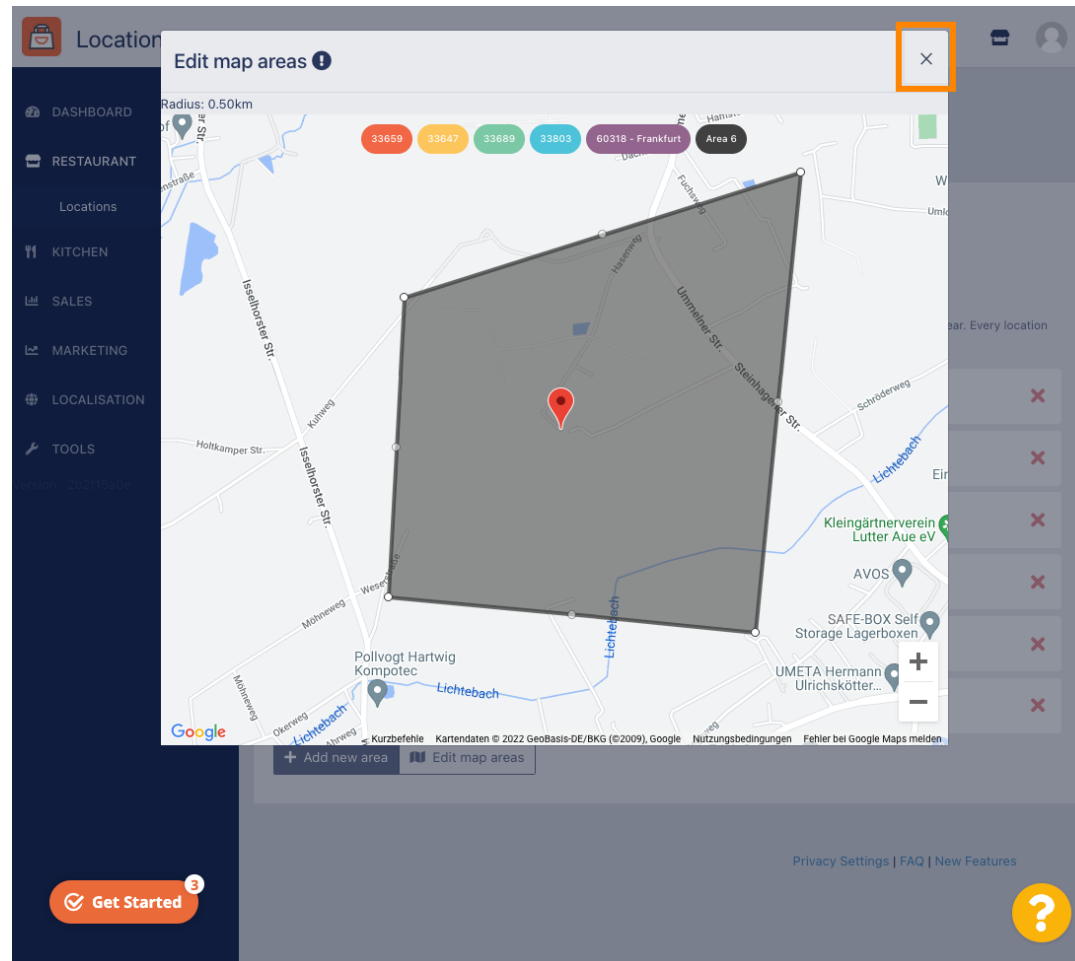 Location
Edit map areas
Radius: 0.50km
33659
33647
33689
33803
60318 - Frankfurt
Area 6
DASHBOARD
RESTAURANT
Locations
KITCHEN
SALES
MARKETING
LOCALISATION
TOOLS
Fuchsweg
Hasenweg
Isselhorster Str.
Ummelner Str.
Steinhagener Str.
ear. Every location
Schröderweg
Kuhweg
Holtkamper Str.
Isselhorster Str.
Lichtebach
Kleingärtnerverein
Lutter Aue eV
AVOS
Möhneweg
SAFE-BOX Self
Storage Lagerboxen
Lichtebach
Pollvogt Hartwig
Kompotec
UMETA Hermann
Ulrichskötter...
Möhneweg
Lichtebach
Okerweg
Lichtebach
Google
Kurzbefehle
Kartendaten © 2022 GeoBasis-DE/BKG (©2009), Google
Nutzungsbedingungen
Fehler bei Google Maps melden
Add new area
Edit map areas
Privacy Settings | FAQ | New Features
3
Get Started
?